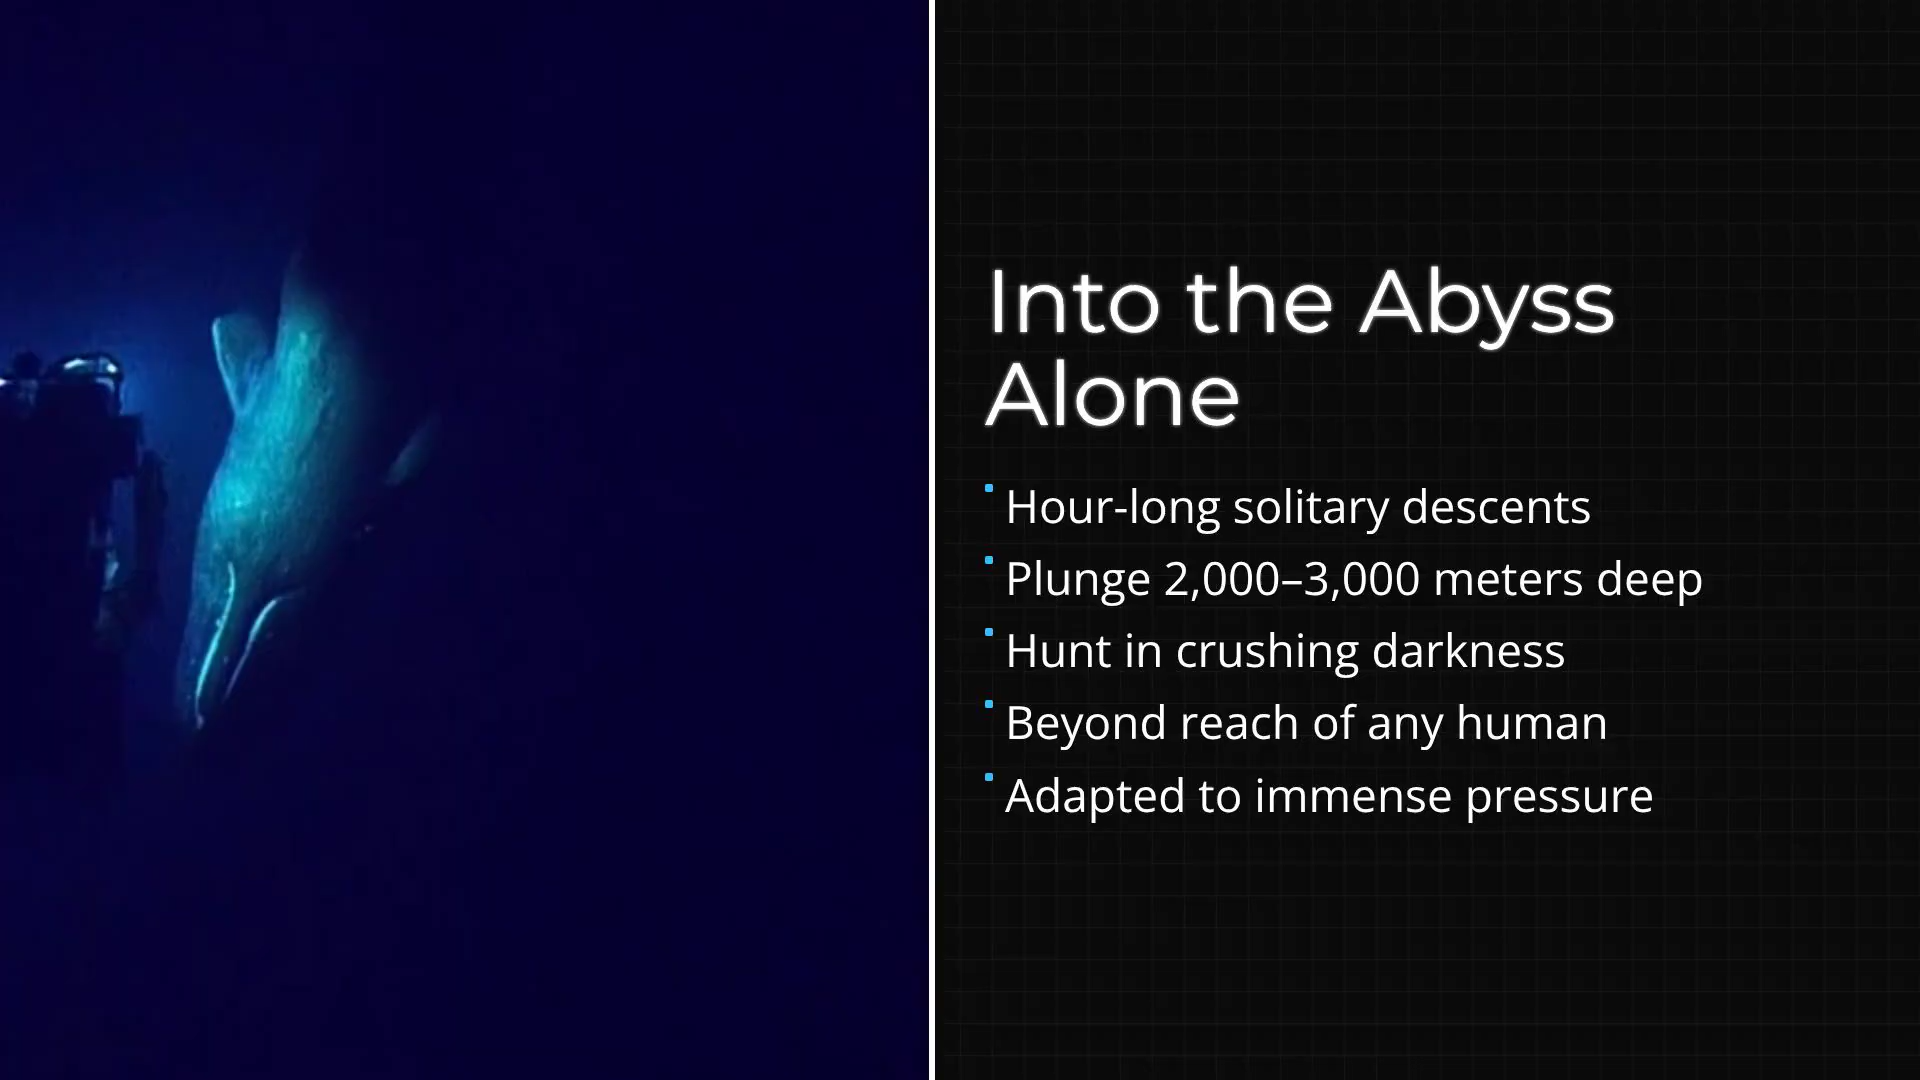 Into the Abyss
Alone
Hour-long solitary descents
Plunge 2,000–3,000 meters deep
Hunt in crushing darkness
Beyond reach of any human
Adapted to immense pressure